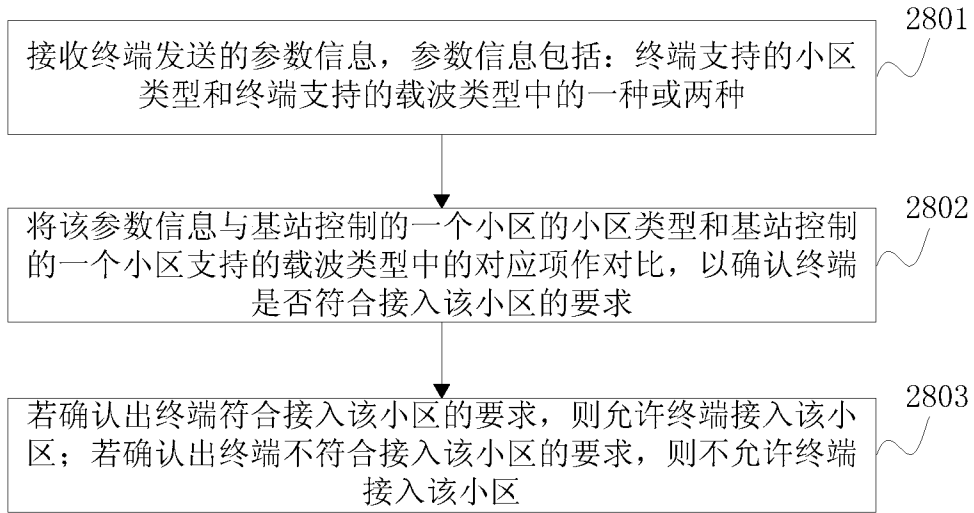 2801
接收终端发送的参数信息，参数信息包括：终端支持的小区
类型和终端支持的载波类型中的一种或两种
2802
将该参数信息与基站控制的一个小区的小区类型和基站控制
的一个小区支持的载波类型中的对应项作对比，以确认终端
是否符合接入该小区的要求
2803
若确认出终端符合接入该小区的要求，则允许终端接入该小
区；若确认出终端不符合接入该小区的要求，则不允许终端
接入该小区